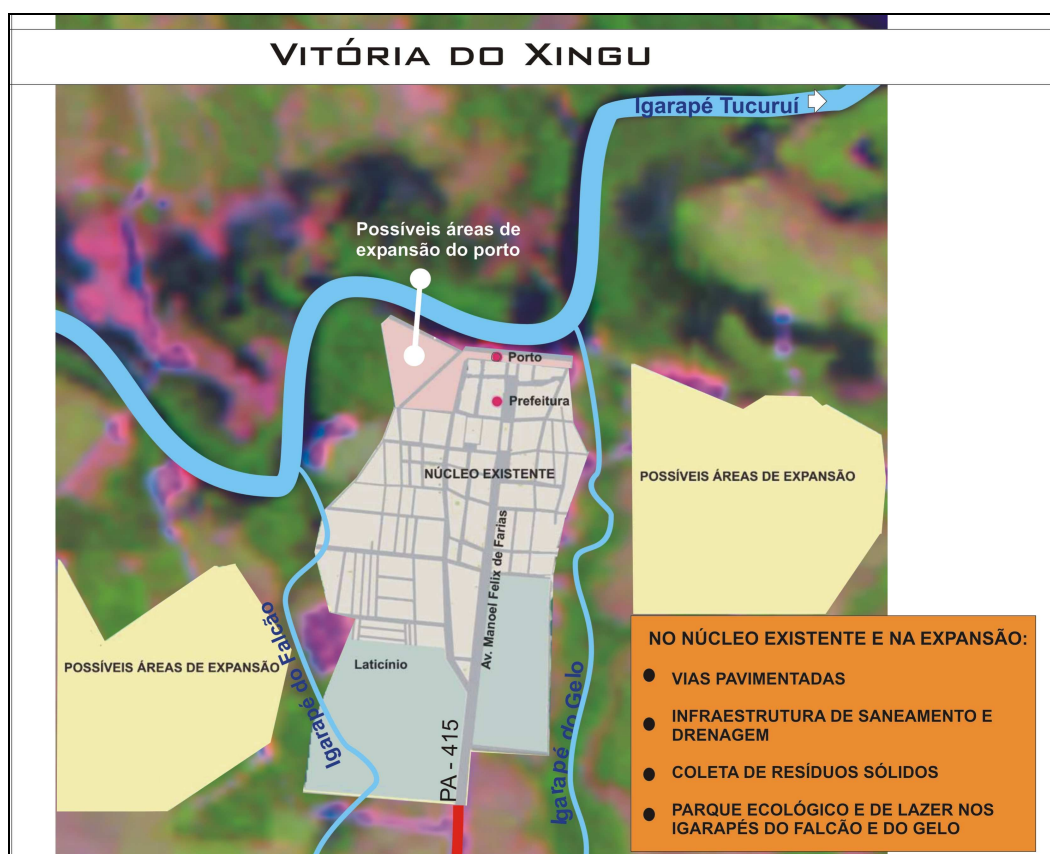 VITÓRIA DO XINGU
Igarapé Tucuruí
Possíveis áreas de
expansão do porto
Porto
Prefeitura
NÚCLEO EXISTENTE
POSSÍVEIS ÁREAS DE EXPANSÃO
Av. Manoel Felix de Farias
POSSÍVEIS ÁREAS DE EXPANSÃO
Igarapé do Falcão
Laticínio
Igarapé do Gelo
PA - 415
NO NÚCLEO EXISTENTE E NA EXPANSÃO:
● VIAS PAVIMENTADAS
● INFRAESTRUTURA DE SANEAMENTO E
DRENAGEM
● COLETA DE RESÍDUOS SÓLIDOS
● PARQUE ECOLÓGICO E DE LAZER NOS
IGARAPÉS DO FALCÃO E DO GELO